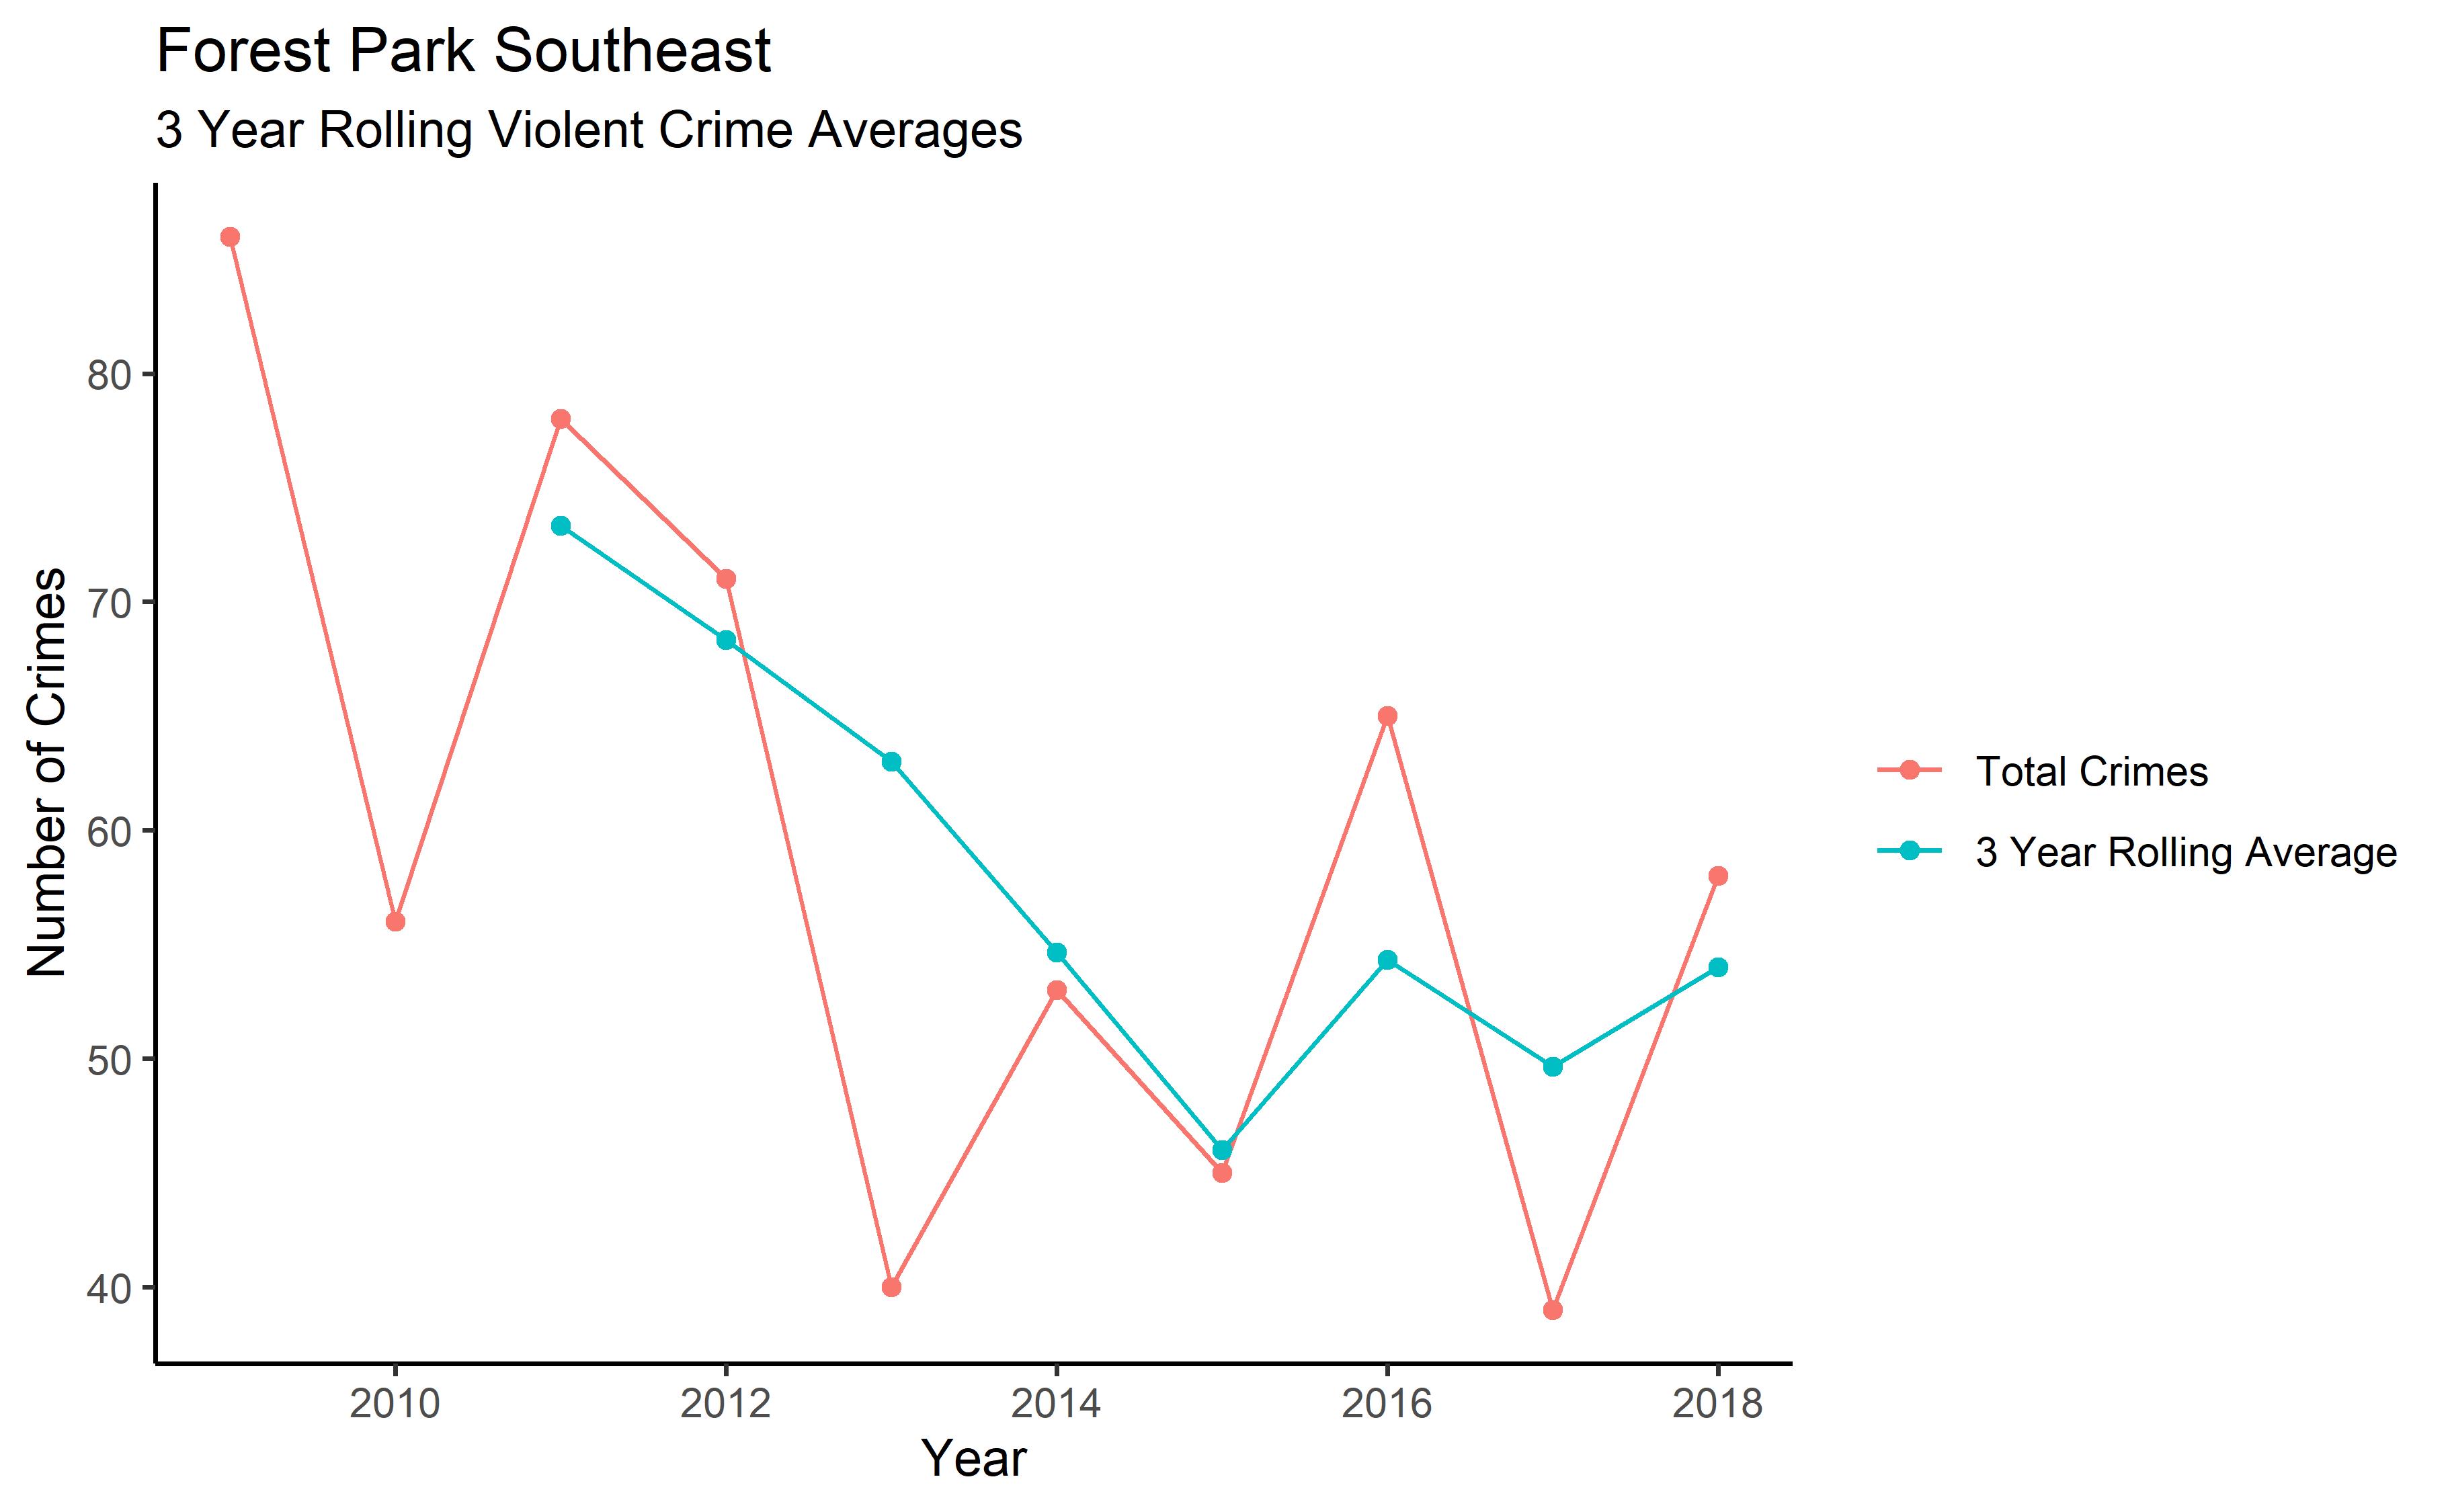 Forest Park Southeast
3 Year Rolling Violent Crime Averages
Number of Crimes
80
70
60
50
40
2010
2012
2014
2016
2018
Year
Total Crimes
3 Year Rolling Average